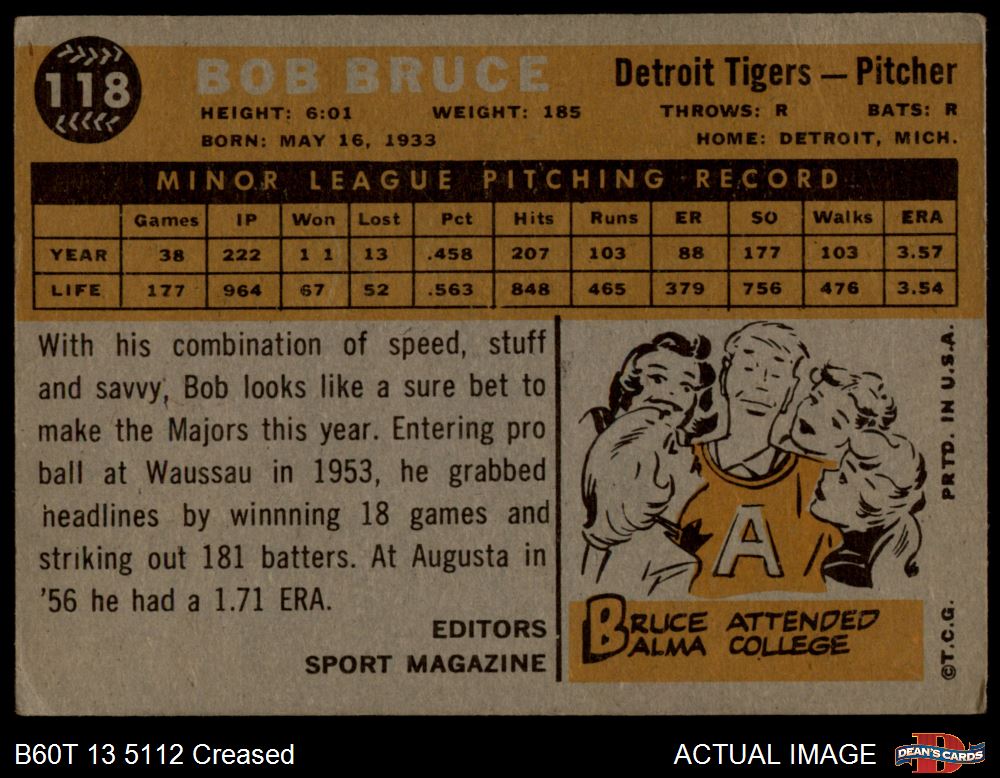 118
BOB BRUCE
Detroit Tigers — Pitcher
HEIGHT: 6:01 WEIGHT: 185 THROWS: R BATS: R
BORN: MAY 16, 1933 HOME: DETROIT, MICH.
MINOR LEAGUE PITCHING RECORD
Games IP Won Lost Pct Hits Runs ER SO Walks ERA
YEAR 38 222 1 1 13 .458 207 103 88 177 103 3.57
LIFE 177 964 67 52 .563 848 465 379 756 476 3.54
With his combination of speed, stuff
and savvy, Bob looks like a sure bet to
make the Majors this year. Entering pro
ball at Waussau in 1953, he grabbed
headlines by winnning 18 games and
striking out 181 batters. At Augusta in
'56 he had a 1.71 ERA.
EDITORS
SPORT MAGAZINE
A
BRUCE ATTENDED
ALMA COLLEGE
PRTD. IN U.S.A.
©T.C.G.
B60T 13 5112 Creased
ACTUAL IMAGE
DEAN'S CARDS